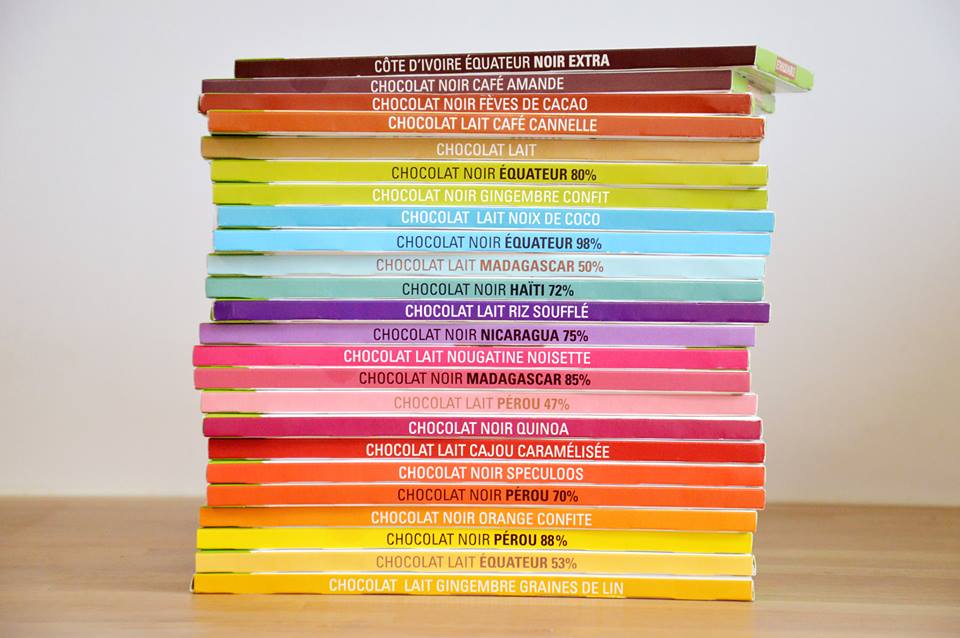 CÔTE D'IVOIRE ÉQUATEUR NOIR EXTRA
CHOCOLAT NOIR CAFÉ AMANDE
CHOCOLAT NOIR FÈVES DE CACAO
CHOCOLAT LAIT CAFÉ CANNELLE
CHOCOLAT LAIT
CHOCOLAT NOIR ÉQUATEUR 80%
CHOCOLAT NOIR GINGEMBRE CONFIT
CHOCOLAT LAIT NOIX DE COCO
CHOCOLAT NOIR ÉQUATEUR 98%
CHOCOLAT LAIT MADAGASCAR 50%
CHOCOLAT NOIR HAÏTI 72%
CHOCOLAT LAIT RIZ SOUFFLÉ
CHOCOLAT NOIR NICARAGUA 75%
CHOCOLAT LAIT NOUGATINE NOISETTE
CHOCOLAT NOIR MADAGASCAR 85%
CHOCOLAT LAIT PÉROU 47%
CHOCOLAT NOIR QUINOA
CHOCOLAT LAIT CAJOU CARAMÉLISÉE
CHOCOLAT NOIR SPECULOOS
CHOCOLAT NOIR PÉROU 70%
CHOCOLAT NOIR ORANGE CONFITE
CHOCOLAT NOIR PÉROU 88%
CHOCOLAT LAIT ÉQUATEUR 53%
CHOCOLAT LAIT GINGEMBRE GRAINES DE LIN